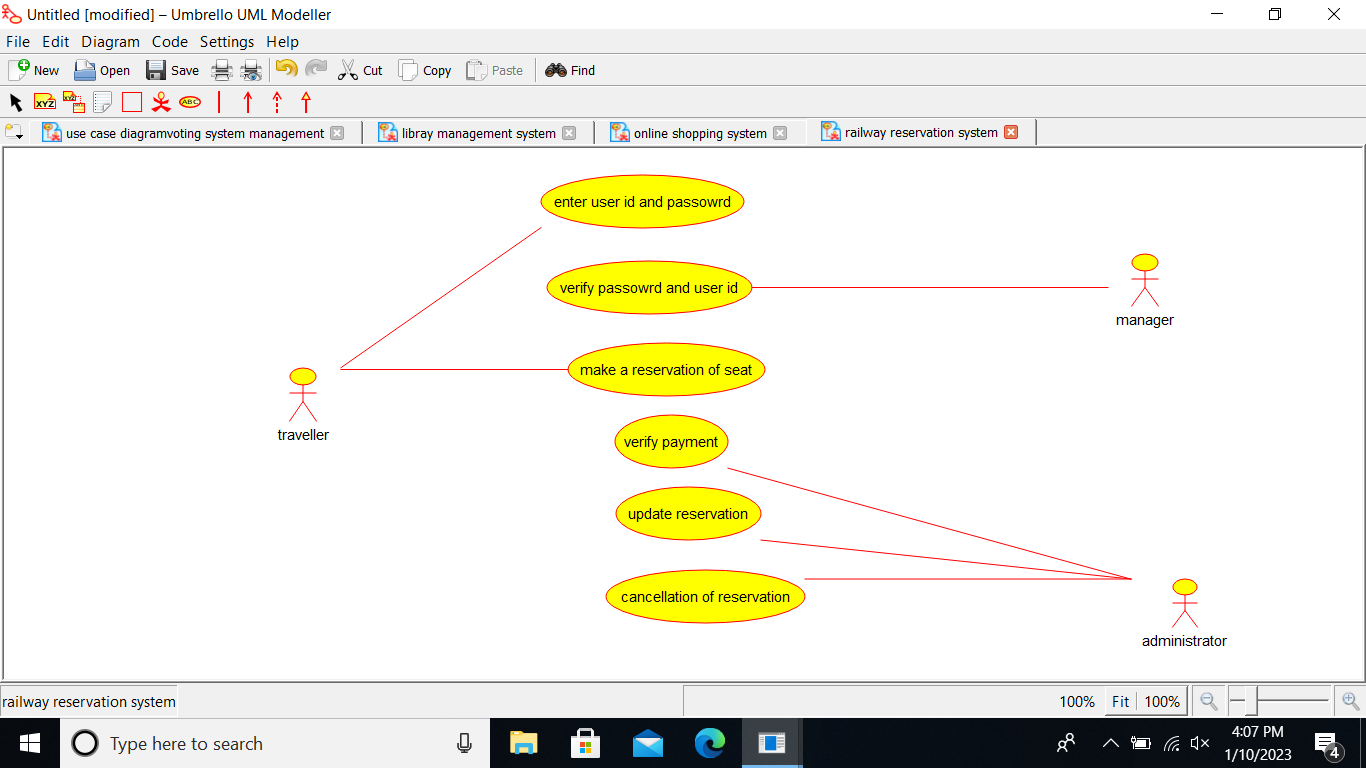 Untitled [modified] – Umbrello UML Modeller
File Edit Diagram Code Settings Help
New Open Save Cut Copy Paste Find
XYZ XYZ ABC
use case diagramvoting system management libray management system online shopping system railway reservation system
enter user id and passowrd
verify passowrd and user id
manager
make a reservation of seat
traveller
verify payment
update reservation
cancellation of reservation
administrator
railway reservation system 100% Fit 100%
Type here to search
4:07 PM
1/10/2023
4